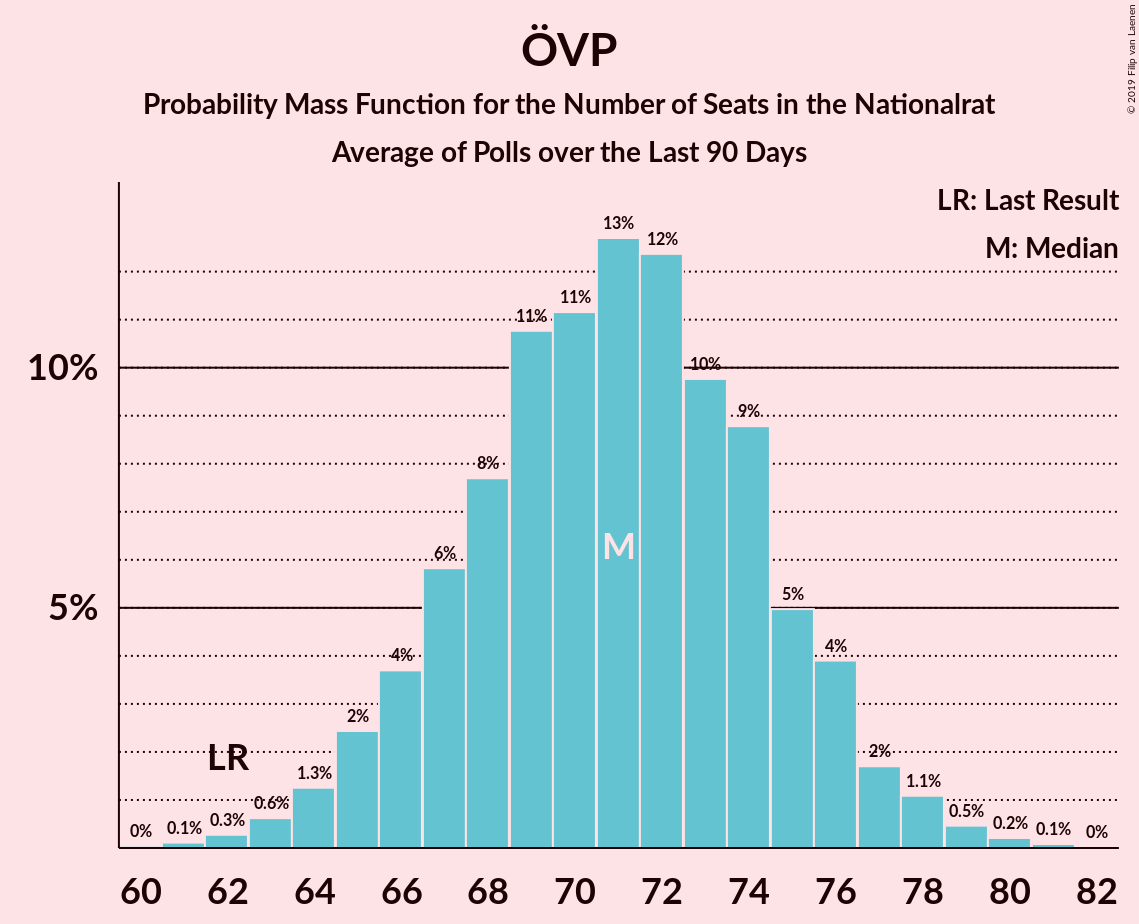 ÖVP
Probability Mass Function for the Number of Seats in the Nationalrat
Average of Polls over the Last 90 Days
© 2019 Filip van Laenen
LR: Last Result
M: Median
10%
5%
0%
0.1%
0.3%
0.6%
1.3%
2%
4%
6%
8%
11%
11%
13%
12%
10%
9%
5%
4%
2%
1.1%
0.5%
0.2%
0.1%
0%
LR
M
60 62 64 66 68 70 72 74 76 78 80 82